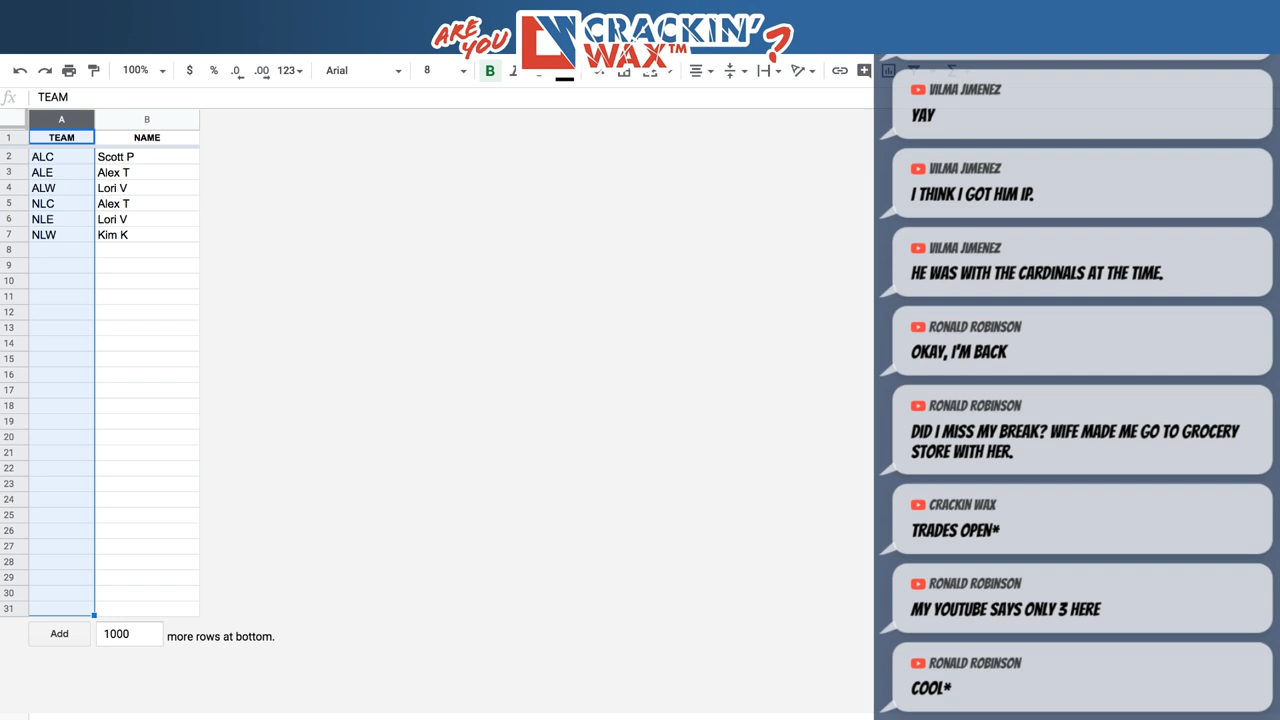 ARE YOU CRACKIN' WAX™ ?
100% % .0 .00 123 Arial 8 B
fx TEAM
A B
1 TEAM NAME
2 ALC Scott P
3 ALE Alex T
4 ALW Lori V
5 NLC Alex T
6 NLE Lori V
7 NLW Kim K
8
9
10
11
12
13
14
15
16
17
18
19
20
21
22
23
24
25
26
27
28
29
30
31
Add 1000 more rows at bottom.
VILMA JIMENEZ
YAY
VILMA JIMENEZ
I THINK I GOT HIM IP.
VILMA JIMENEZ
HE WAS WITH THE CARDINALS AT THE TIME.
RONALD ROBINSON
OKAY, I'M BACK
RONALD ROBINSON
DID I MISS MY BREAK? WIFE MADE ME GO TO GROCERY
STORE WITH HER.
CRACKIN WAX
TRADES OPEN*
RONALD ROBINSON
MY YOUTUBE SAYS ONLY 3 HERE
RONALD ROBINSON
COOL*